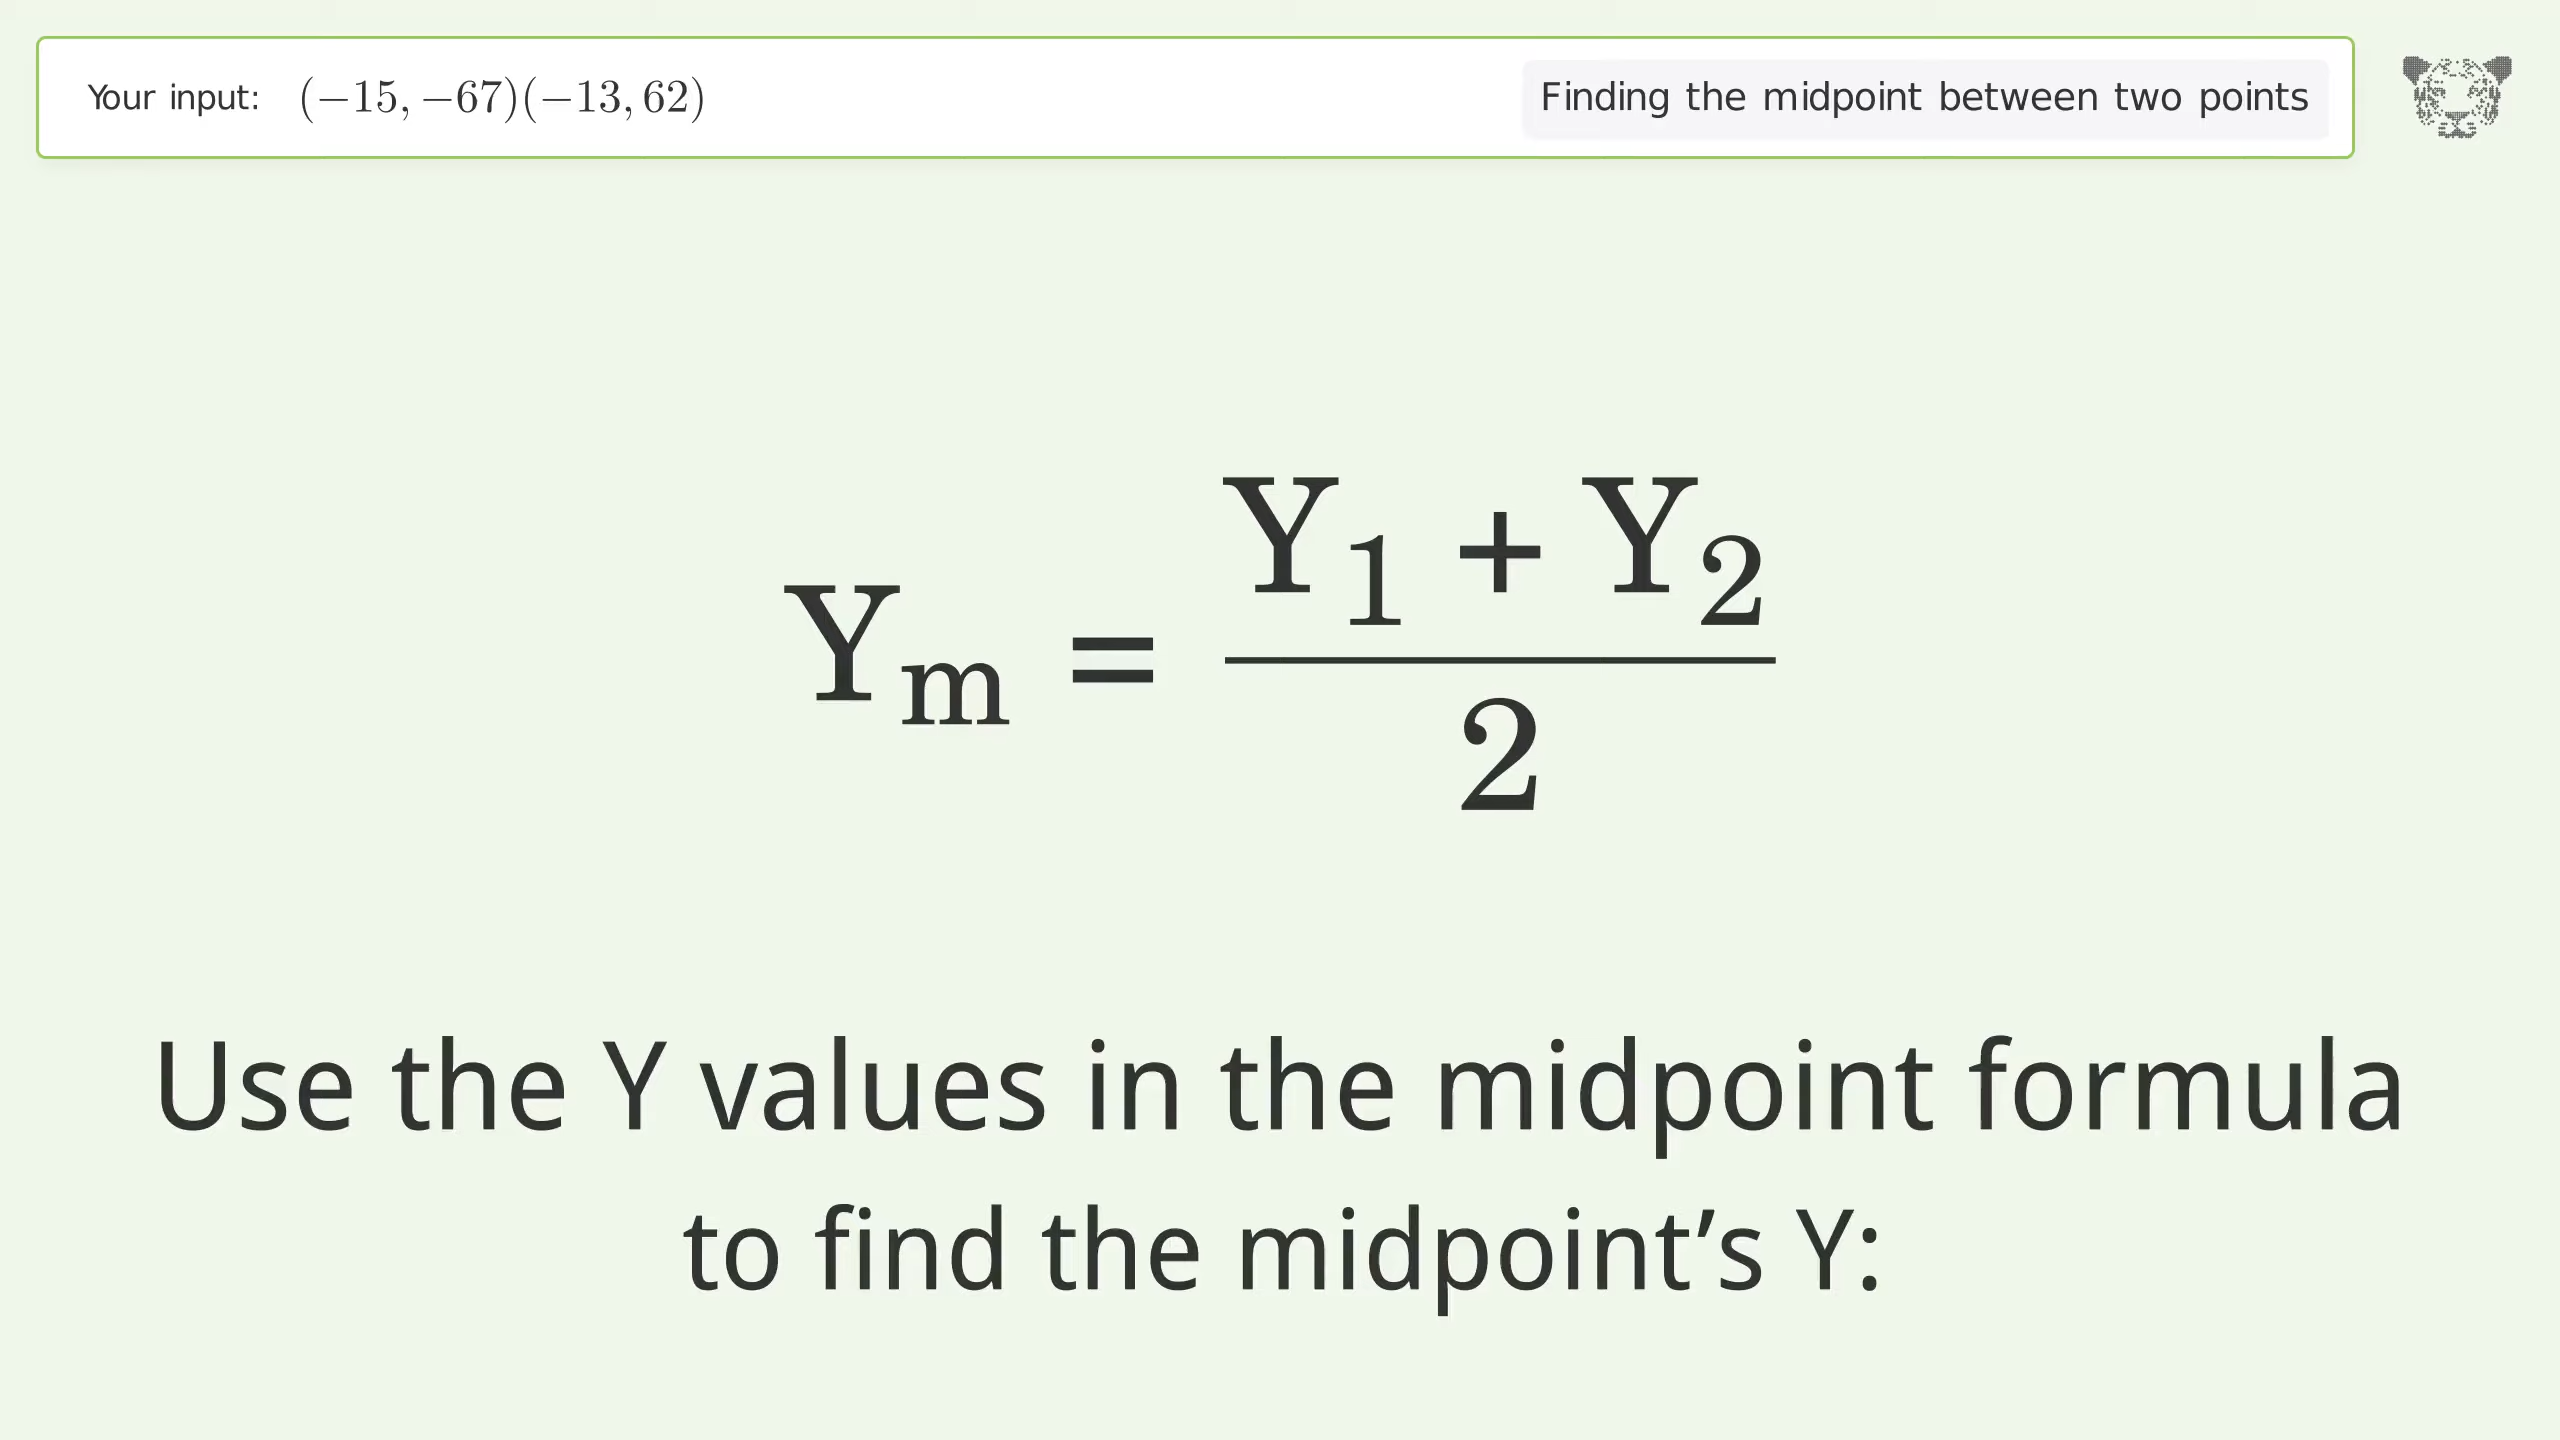 Your input: (−15, −67)(−13, 62)
Finding the midpoint between two points
Yₘ = (Y₁ + Y₂)/2
Use the Y values in the midpoint formula
to find the midpoint’s Y: